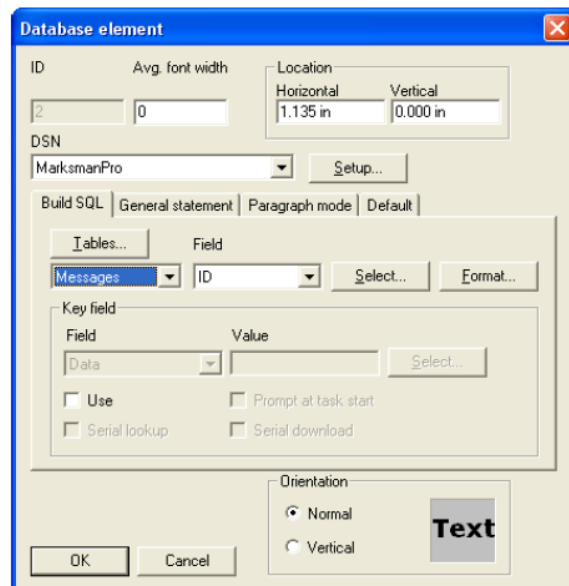 Database element
ID Avg. font width Location
Horizontal Vertical
2 0 1.135 in 0.000 in
DSN
MarksmanPro Setup...
Build SQL General statement Paragraph mode Default
Tables... Field
Messages ID Select... Format...
Key field
Field Value
Data Select...
Use Prompt at task start
Serial lookup Serial download
Orientation
Normal
Text
Vertical
OK Cancel